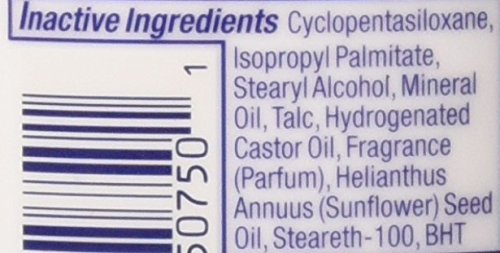 Inactive Ingredients Cyclopentasiloxane,
Isopropyl Palmitate,
Stearyl Alcohol, Mineral
Oil, Talc, Hydrogenated
Castor Oil, Fragrance
(Parfum), Helianthus
Annuus (Sunflower) Seed
Oil, Steareth-100, BHT
50750 1